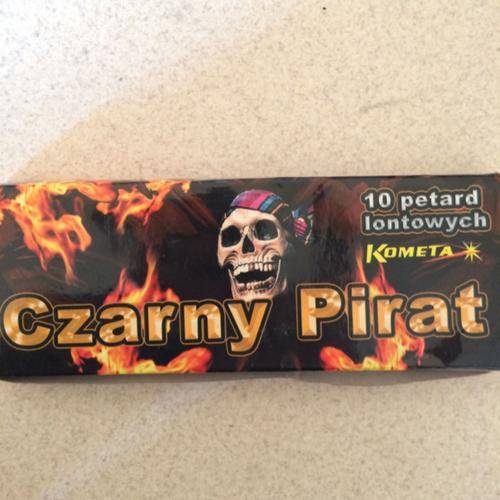 10 petard
lontowych
KOMETA
Czarny Pirat